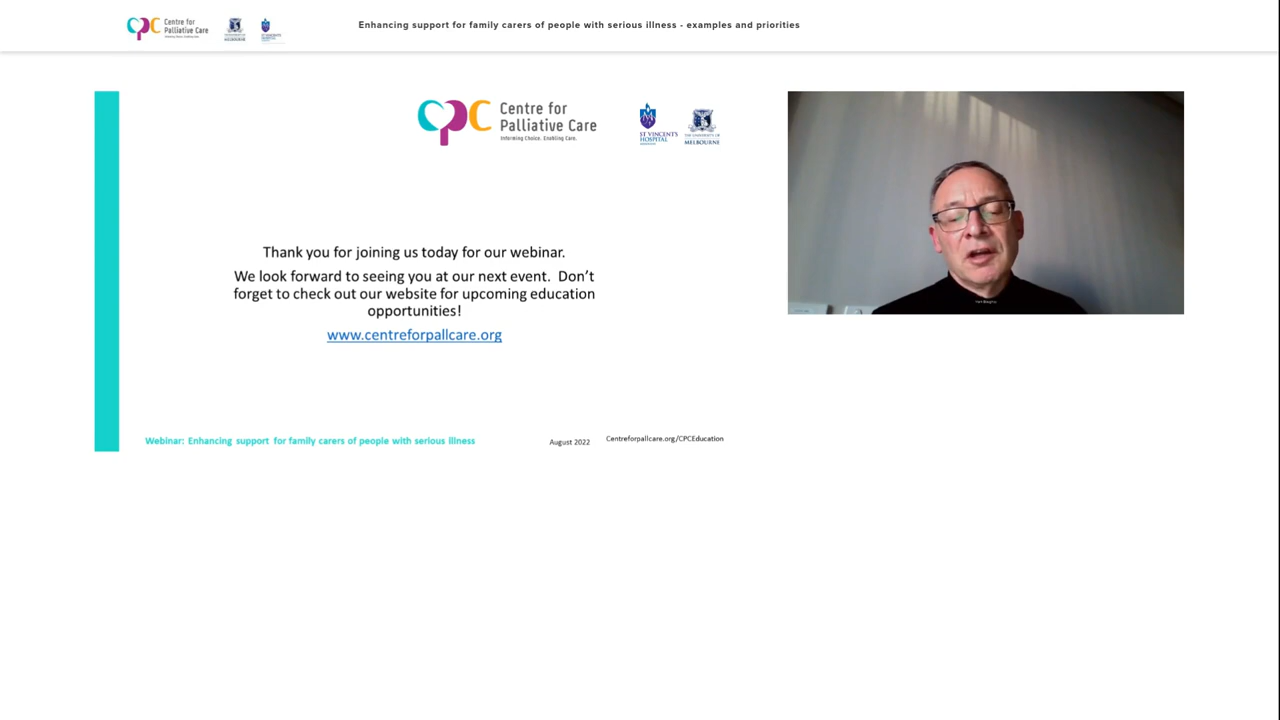 Centre for
Palliative Care
Enhancing support for family carers of people with serious illness - examples and priorities
Centre for
Palliative Care
Informing Choice. Enabling Care.
ST VINCENT'S
HOSPITAL
THE UNIVERSITY OF
MELBOURNE
Thank you for joining us today for our webinar.
We look forward to seeing you at our next event. Don't
forget to check out our website for upcoming education
opportunities!
www.centreforpallcare.org
Webinar: Enhancing support for family carers of people with serious illness
August 2022
Centreforpallcare.org/CPCEducation